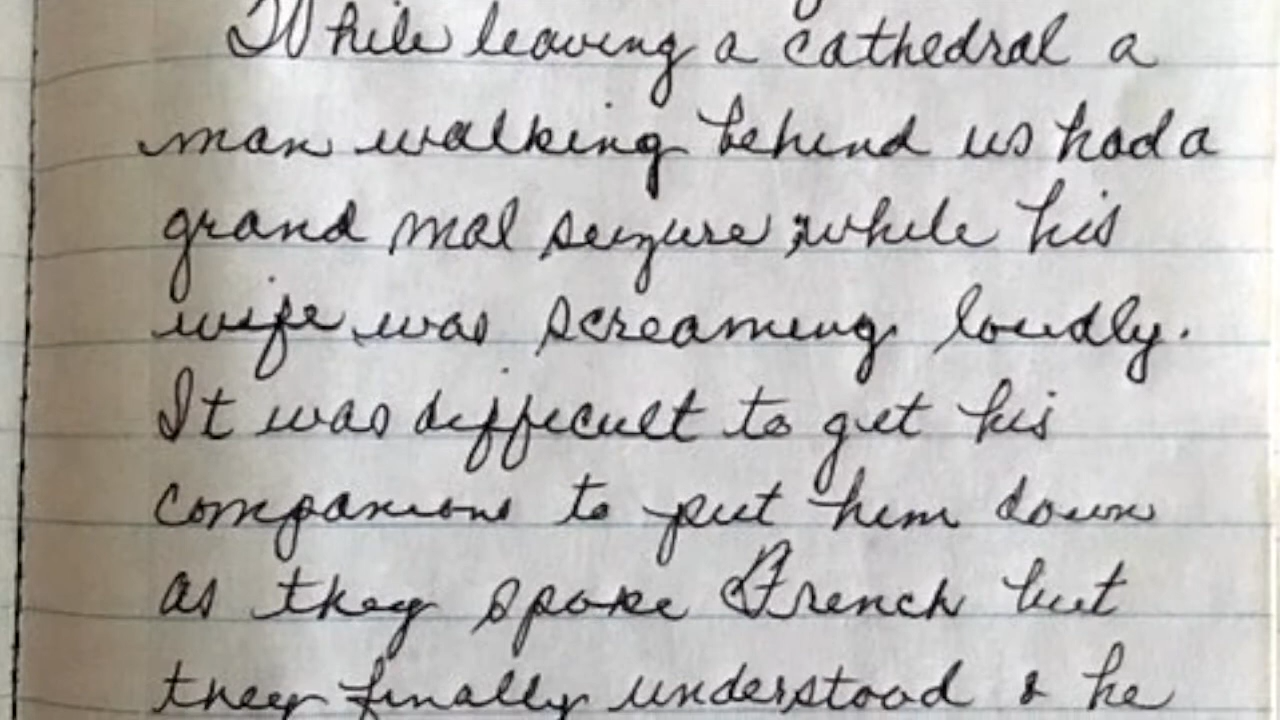 While leaving a cathedral a
man walking behind us had a
grand mal seizure while his
wife was screaming loudly.
It was difficult to get his
companions to put him down
as they spoke French but
they finally understood & he